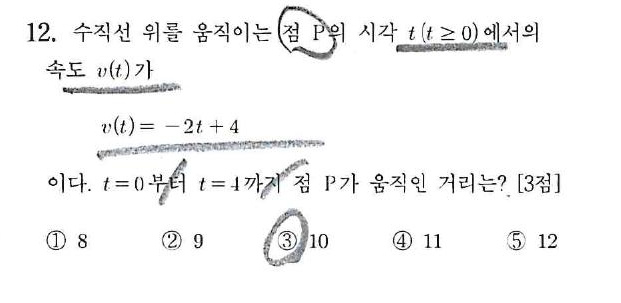 12. 수직선 위를 움직이는 점 P의 시각 t(t ≥ 0)에서의
속도 v(t)가
v(t) = −2t + 4
이다. t=0부터 t=4까지 점 P가 움직인 거리는? [3점]
① 8 ② 9 ③ 10 ④ 11 ⑤ 12